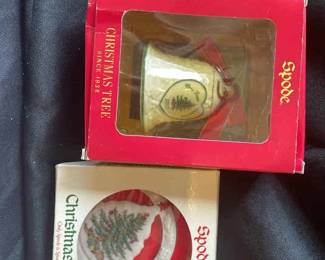 CHRISTMAS TREE
SINCE 1938
Spode
Christmas
Spode